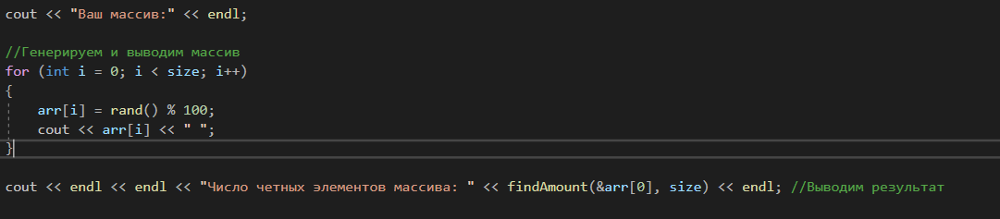 cout << "Ваш массив:" << endl;
//Генерируем и выводим массив
for (int i = 0; i < size; i++)
{
arr[i] = rand() % 100;
cout << arr[i] << " ";
}
cout << endl << endl << "Число четных элементов массива: " << findAmount(&arr[0], size) << endl; //Выводим результат